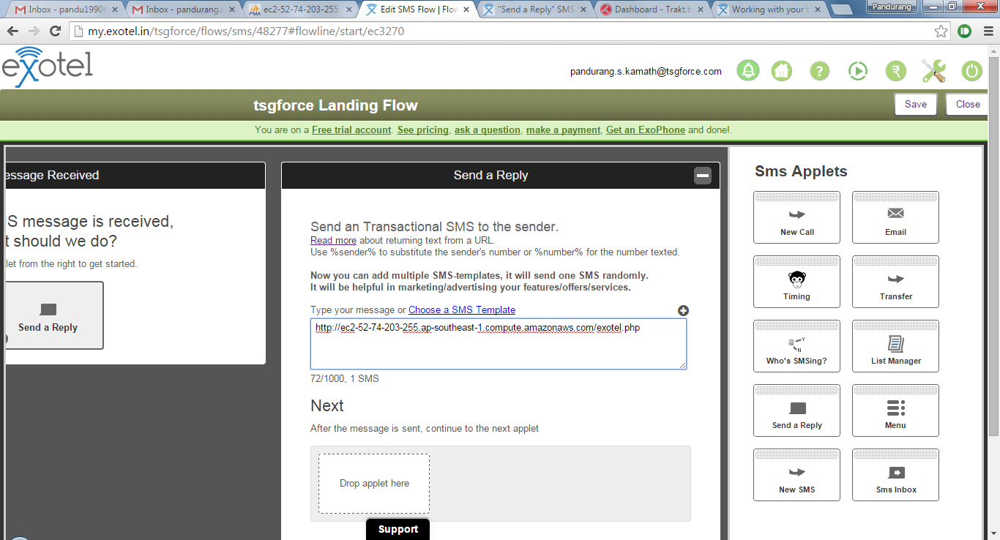 Inbox - pandu1990
Inbox - pandurang.s
ec2-52-74-203-255.
Edit SMS Flow | Flow
"Send a Reply" SMS
Dashboard - Trakt.tv
Working with your t
Pandurang
my.exotel.in/tsgforce/flows/sms/48277#flowline/start/ec3270
exotel
pandurang.s.kamath@tsgforce.com
tsgforce Landing Flow
Save
Close
You are on a Free trial account. See pricing, ask a question, make a payment, Get an ExoPhone and done!.
essage Received
S message is received,
t should we do?
let from the right to get started.
Send a Reply
Send a Reply
Send an Transactional SMS to the sender.
Read more about returning text from a URL.
Use %sender% to substitute the sender's number or %number% for the number texted.
Now you can add multiple SMS-templates, it will send one SMS randomly.
It will be helpful in marketing/advertising your features/offers/services.
Type your message or Choose a SMS Template
http://ec2-52-74-203-255.ap-southeast-1.compute.amazonaws.com/exotel.php
72/1000, 1 SMS
Next
After the message is sent, continue to the next applet
Drop applet here
Support
Sms Applets
New Call
Email
Timing
Transfer
Y
N
Who's SMSing?
List Manager
Send a Reply
Menu
New SMS
Sms Inbox